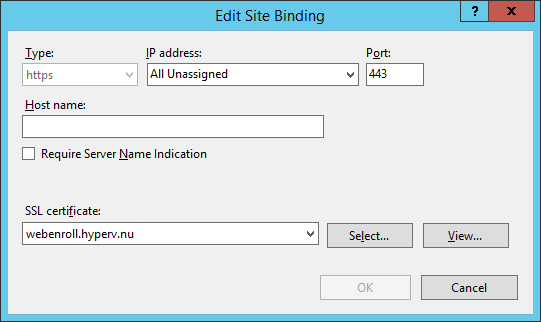 Edit Site Binding
? x
Type: IP address: Port:
https All Unassigned 443
Host name:
Require Server Name Indication
SSL certificate:
webenroll.hyperv.nu Select... View...
OK Cancel